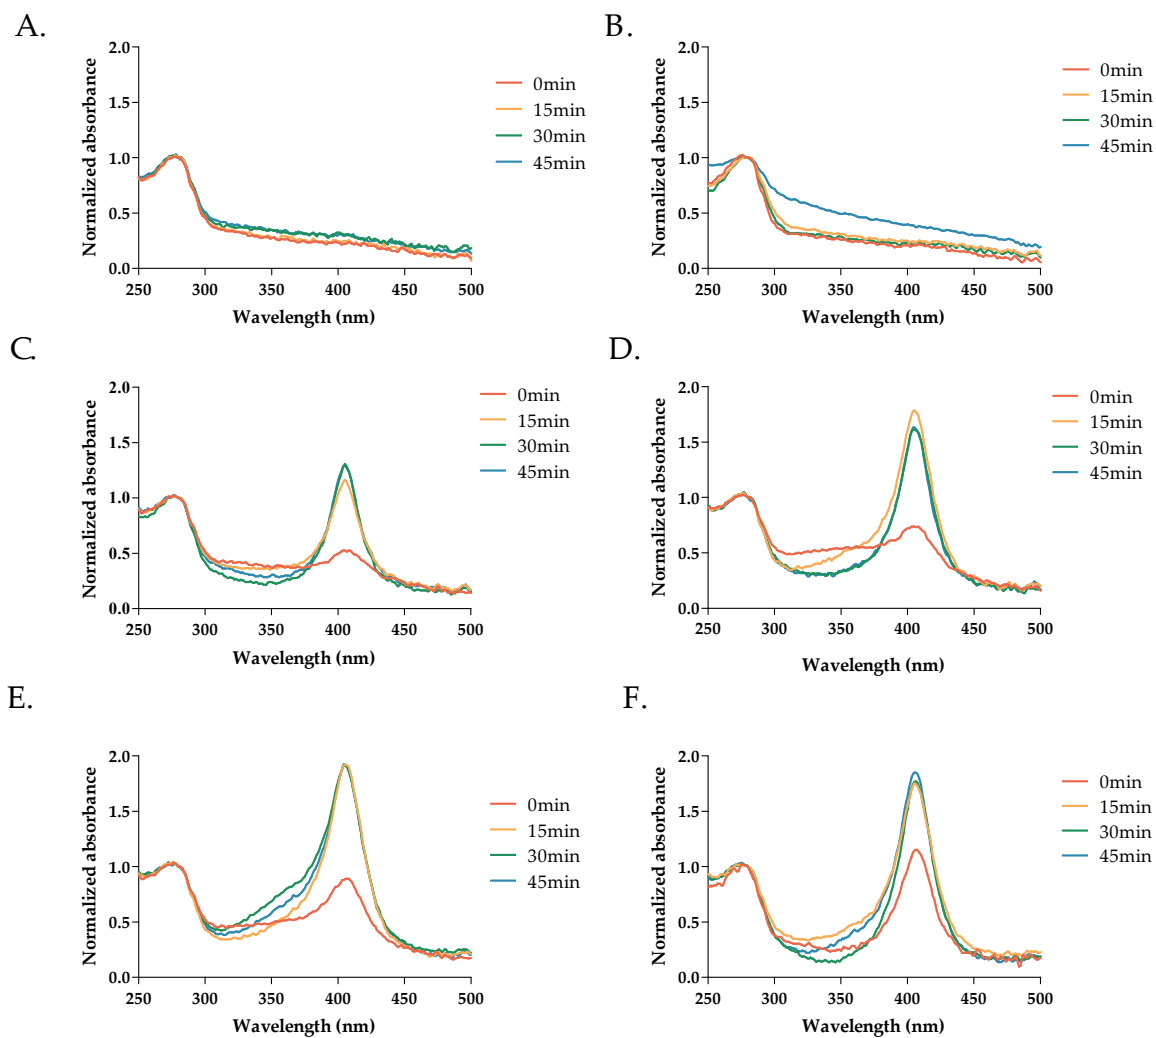 A.
Normalized absorbance
2.0
1.5
1.0
0.5
0.0
250 300 350 400 450 500
Wavelength (nm)
0min
15min
30min
45min
B.
Normalized absorbance
2.0
1.5
1.0
0.5
0.0
250 300 350 400 450 500
Wavelength (nm)
0min
15min
30min
45min
C.
Normalized absorbance
2.0
1.5
1.0
0.5
0.0
250 300 350 400 450 500
Wavelength (nm)
0min
15min
30min
45min
D.
Normalized absorbance
2.0
1.5
1.0
0.5
0.0
250 300 350 400 450 500
Wavelength (nm)
0min
15min
30min
45min
E.
Normalized absorbance
2.0
1.5
1.0
0.5
0.0
250 300 350 400 450 500
Wavelength (nm)
0min
15min
30min
45min
F.
Normalized absorbance
2.0
1.5
1.0
0.5
0.0
250 300 350 400 450 500
Wavelength (nm)
0min
15min
30min
45min